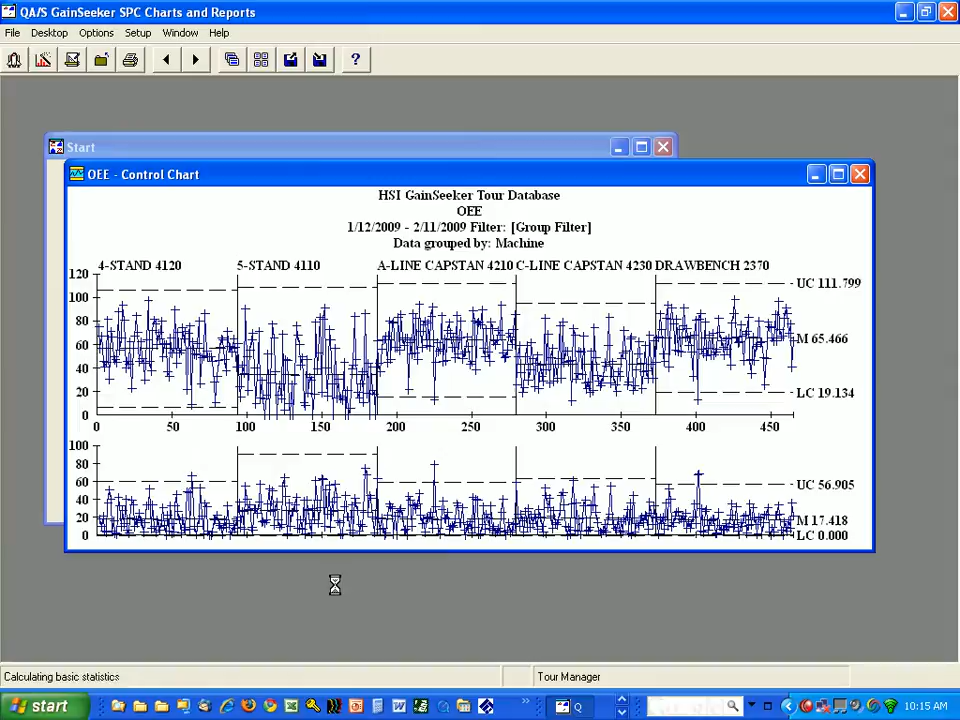 QA/S GainSeeker SPC Charts and Reports
File Desktop Options Setup Window Help
Start
OEE - Control Chart
HSI GainSeeker Tour Database
OEE
1/12/2009 - 2/11/2009 Filter: [Group Filter]
Data grouped by: Machine
4-STAND 4120 5-STAND 4110 A-LINE CAPSTAN 4210 C-LINE CAPSTAN 4230 DRAWBENCH 2370
120
UC 111.799
100
80
M 65.466
60
40
20
LC 19.134
0
0 50 100 150 200 250 300 350 400 450
100
80
60
UC 56.905
40
20
M 17.418
0
LC 0.000
Calculating basic statistics
Tour Manager
start
Q
10:15 AM